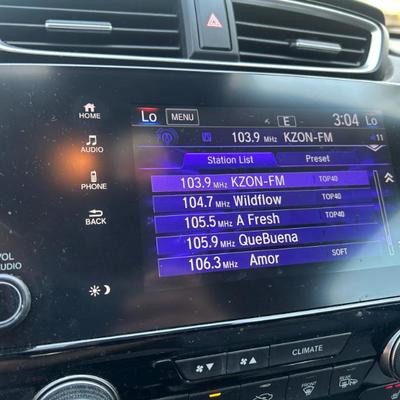 Lo MENU E 3:04 Lo
103.9 MHz KZON-FM 11
Station List Preset
103.9 MHz KZON-FM TOP40
104.7 MHz Wildflow TOP40
105.5 MHz A Fresh TOP40
105.9 MHz QueBuena
106.3 MHz Amor SOFT
HOME
AUDIO
PHONE
BACK
VOL
AUDIO
CLIMATE
FRONT
REAR